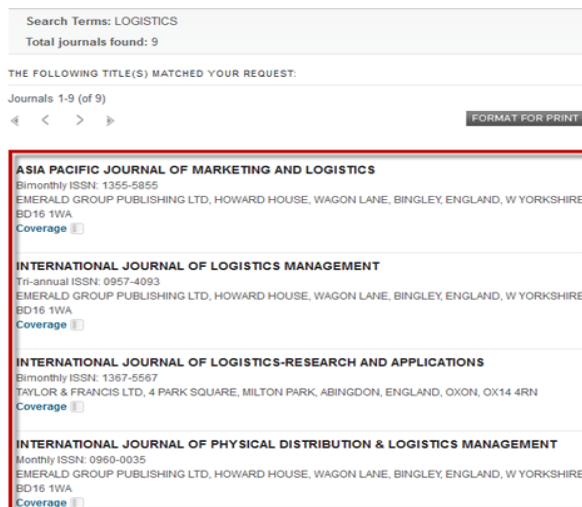 Search Terms: LOGISTICS
Total journals found: 9
THE FOLLOWING TITLE(S) MATCHED YOUR REQUEST:
Journals 1-9 (of 9)
FORMAT FOR PRINT
ASIA PACIFIC JOURNAL OF MARKETING AND LOGISTICS
Bimonthly ISSN: 1355-5855
EMERALD GROUP PUBLISHING LTD, HOWARD HOUSE, WAGON LANE, BINGLEY, ENGLAND, W YORKSHIRE
BD16 1WA
Coverage
INTERNATIONAL JOURNAL OF LOGISTICS MANAGEMENT
Tri-annual ISSN: 0957-4093
EMERALD GROUP PUBLISHING LTD, HOWARD HOUSE, WAGON LANE, BINGLEY, ENGLAND, W YORKSHIRE
BD16 1WA
Coverage
INTERNATIONAL JOURNAL OF LOGISTICS-RESEARCH AND APPLICATIONS
Bimonthly ISSN: 1367-5567
TAYLOR & FRANCIS LTD, 4 PARK SQUARE, MILTON PARK, ABINGDON, ENGLAND, OXON, OX14 4RN
Coverage
INTERNATIONAL JOURNAL OF PHYSICAL DISTRIBUTION & LOGISTICS MANAGEMENT
Monthly ISSN: 0960-0035
EMERALD GROUP PUBLISHING LTD, HOWARD HOUSE, WAGON LANE, BINGLEY, ENGLAND, W YORKSHIRE
BD16 1WA
Coverage